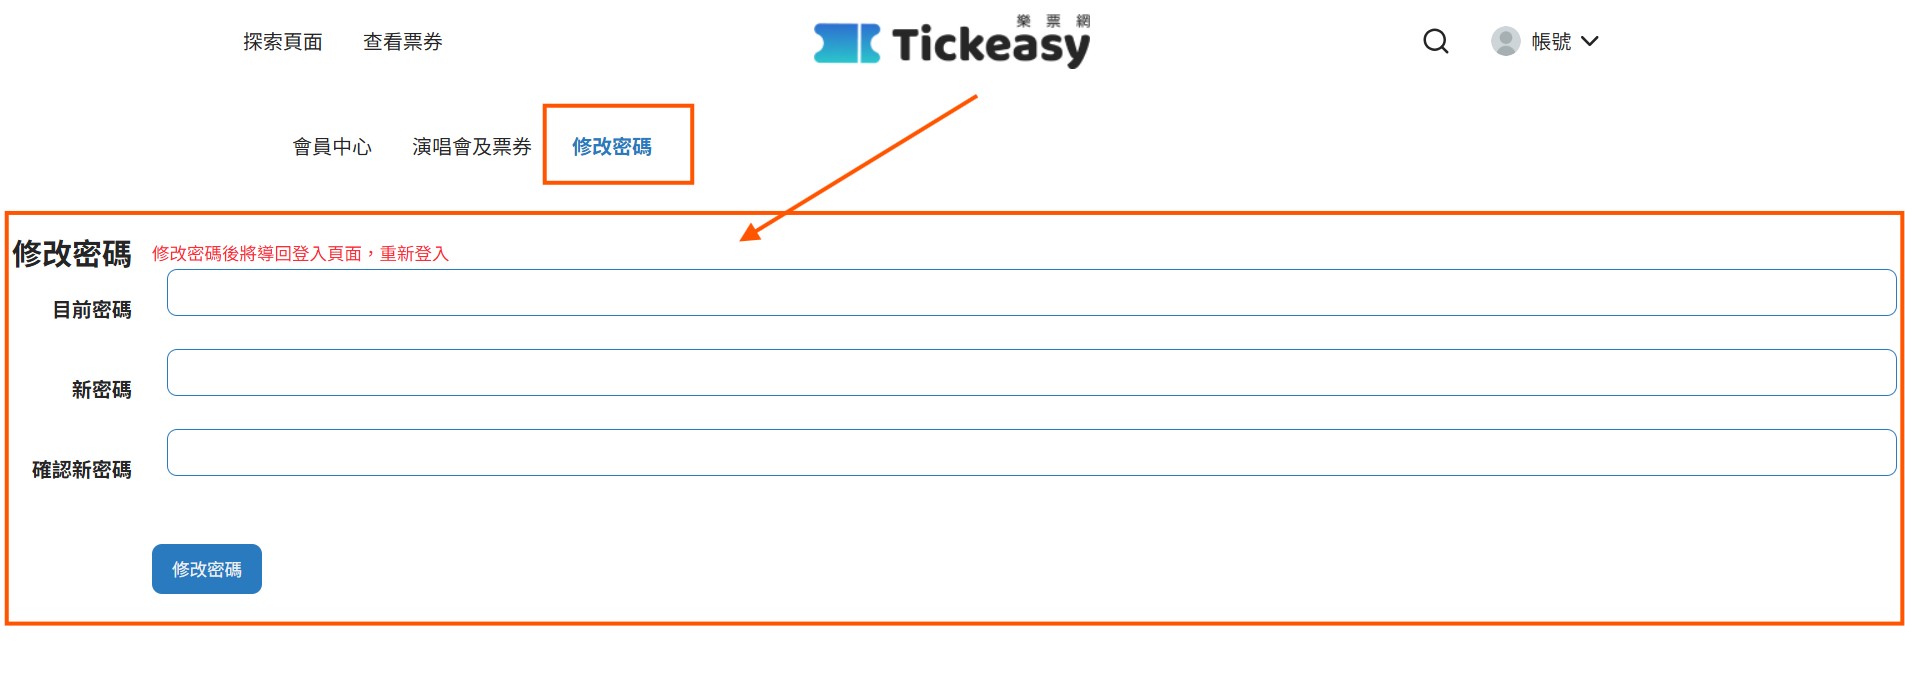 探索頁面
查看票券
樂票網
Tickeasy
帳號
會員中心
演唱會及票券
修改密碼
修改密碼
修改密碼後將導回登入頁面，重新登入
目前密碼
新密碼
確認新密碼
修改密碼